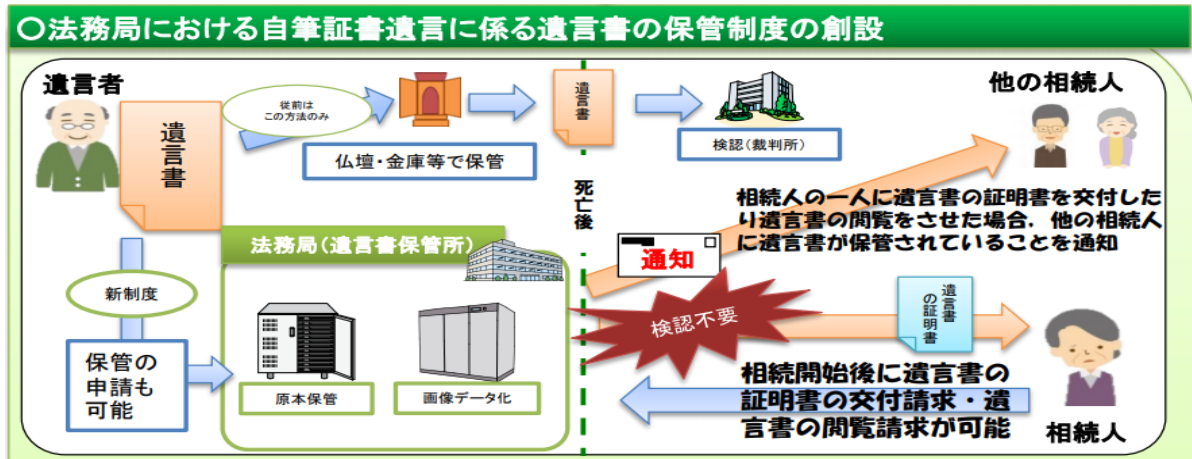 〇法務局における自筆証書遺言に係る遺言書の保管制度の創設
遺言者
遺言書
従前は
この方法のみ
仏壇・金庫等で保管
遺言書
検認(裁判所)
他の相続人
死亡後
相続人の一人に遺言書の証明書を交付した
り遺言書の閲覧をさせた場合，他の相続人
に遺言書が保管されていることを通知
通知
法務局(遺言書保管所)
新制度
保管の
申請も
可能
原本保管
画像データ化
検認不要
遺言書
の証明書
相続開始後に遺言書の
証明書の交付請求・遺
言書の閲覧請求が可能
相続人